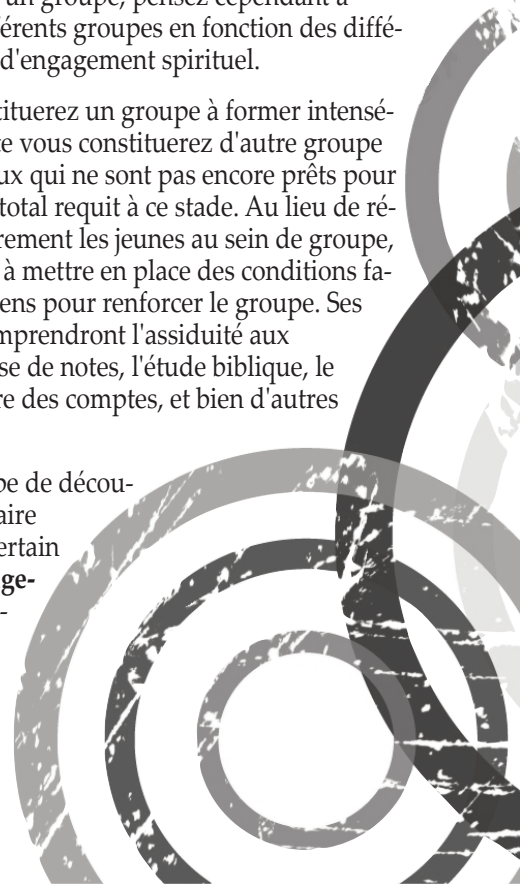 un groupe, pensez cependant à
férents groupes en fonction des diffé-
d'engagement spirituel.
tituerez un groupe à former intensé-
te vous constituerez d'autre groupe
ux qui ne sont pas encore prêts pour
total requit à ce stade. Au lieu de ré-
rement les jeunes au sein de groupe,
à mettre en place des conditions fa-
ens pour renforcer le groupe. Ses
mprendront l'assiduité aux
se de notes, l'étude biblique, le
re des comptes, et bien d'autres
pe de décou-
aire
ertain
ge-
-